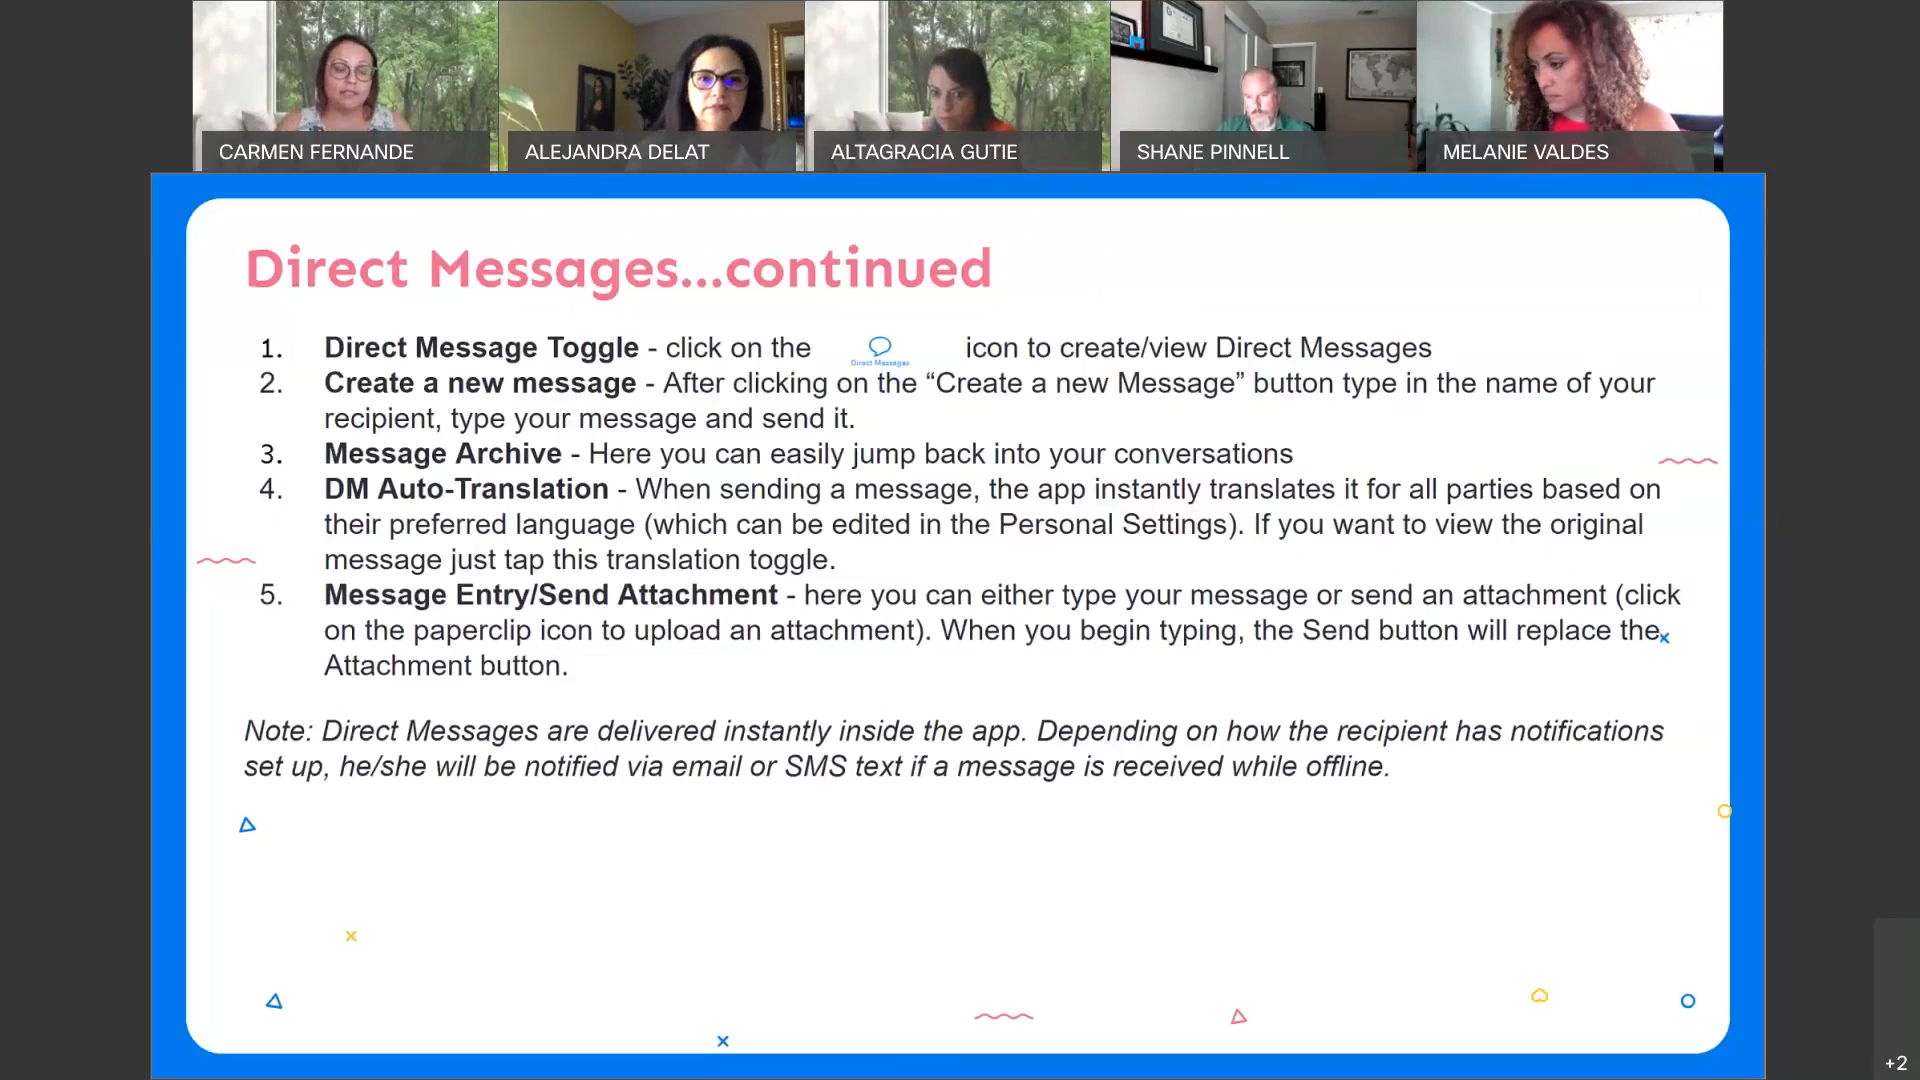 CARMEN FERNANDE
ALEJANDRA DELAT
ALTAGRACIA GUTIE
SHANE PINNELL
MELANIE VALDES
Direct Messages...continued
1. Direct Message Toggle - click on the Direct Messages icon to create/view Direct Messages
2. Create a new message - After clicking on the “Create a new Message” button type in the name of your
recipient, type your message and send it.
3. Message Archive - Here you can easily jump back into your conversations
4. DM Auto-Translation - When sending a message, the app instantly translates it for all parties based on
their preferred language (which can be edited in the Personal Settings). If you want to view the original
message just tap this translation toggle.
5. Message Entry/Send Attachment - here you can either type your message or send an attachment (click
on the paperclip icon to upload an attachment). When you begin typing, the Send button will replace the
Attachment button.
Note: Direct Messages are delivered instantly inside the app. Depending on how the recipient has notifications
set up, he/she will be notified via email or SMS text if a message is received while offline.
+2